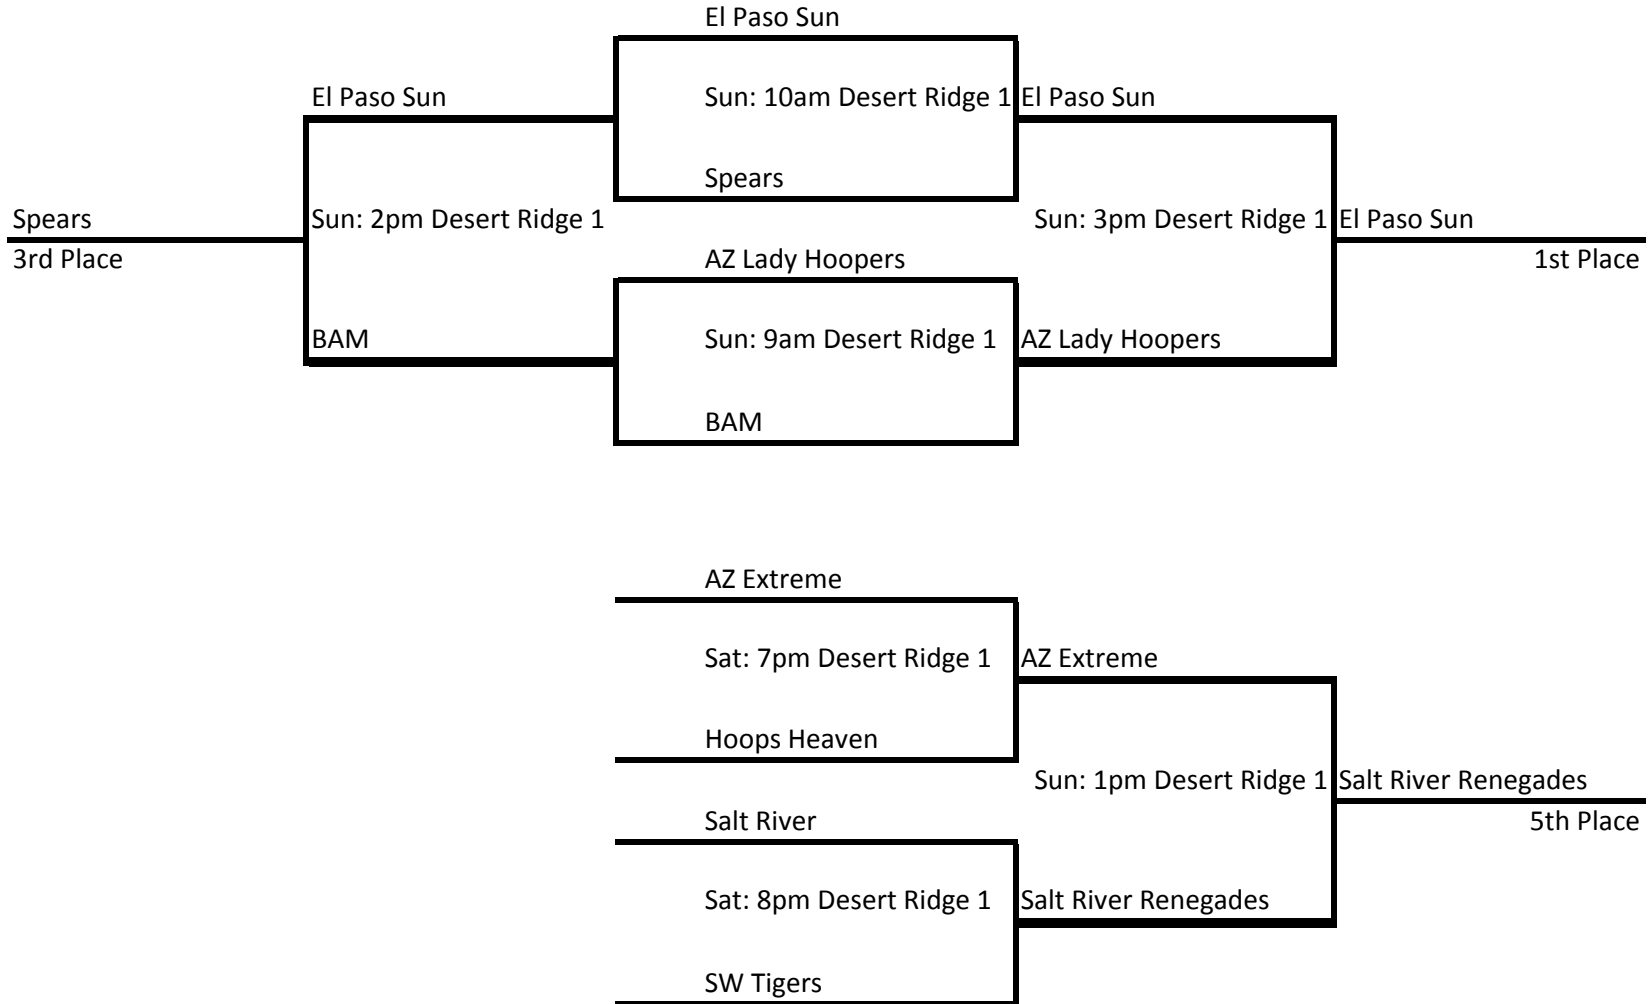 El Paso Sun
El Paso Sun
Sun: 10am Desert Ridge 1
El Paso Sun
Spears
Spears
Sun: 2pm Desert Ridge 1
Sun: 3pm Desert Ridge 1
El Paso Sun
3rd Place
AZ Lady Hoopers
1st Place
BAM
Sun: 9am Desert Ridge 1
AZ Lady Hoopers
BAM
AZ Extreme
Sat: 7pm Desert Ridge 1
AZ Extreme
Hoops Heaven
Sun: 1pm Desert Ridge 1
Salt River Renegades
Salt River
5th Place
Sat: 8pm Desert Ridge 1
Salt River Renegades
SW Tigers